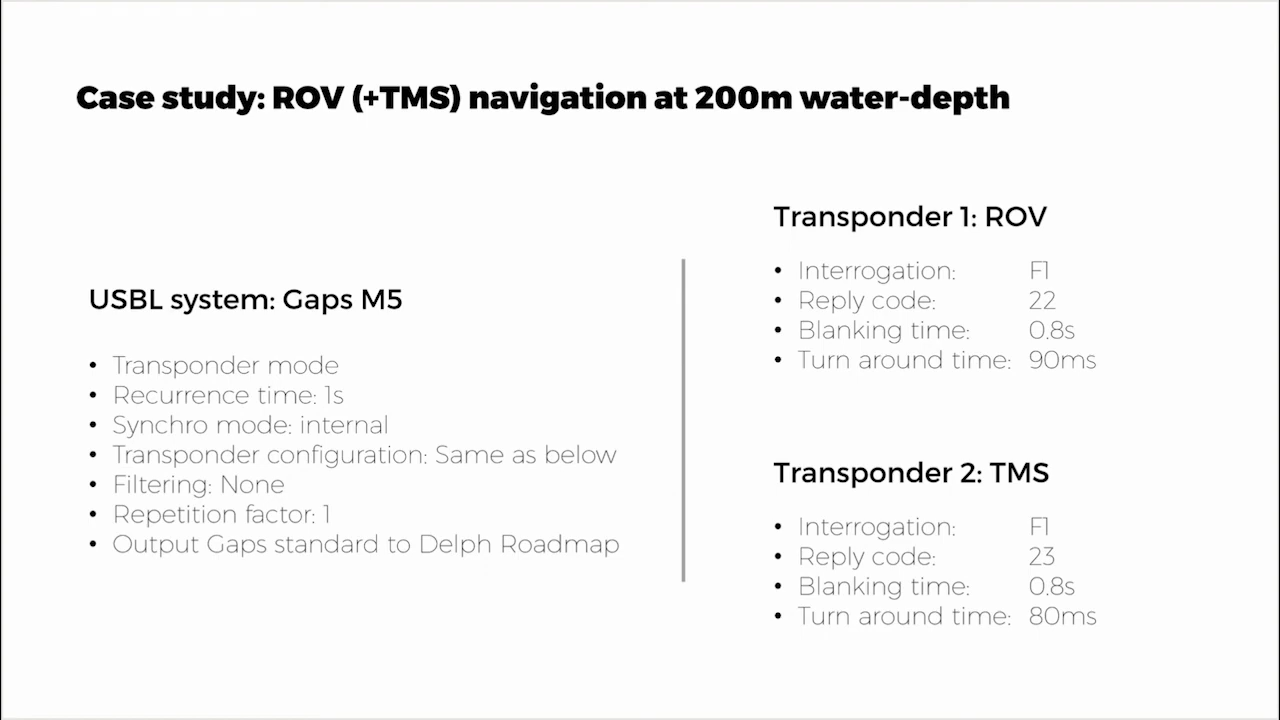 Case study: ROV (+TMS) navigation at 200m water-depth
USBL system: Gaps M5
• Transponder mode
• Recurrence time: 1s
• Synchro mode: internal
• Transponder configuration: Same as below
• Filtering: None
• Repetition factor: 1
• Output Gaps standard to Delph Roadmap
Transponder 1: ROV
• Interrogation: F1
• Reply code: 22
• Blanking time: 0.8s
• Turn around time: 90ms
Transponder 2: TMS
• Interrogation: F1
• Reply code: 23
• Blanking time: 0.8s
• Turn around time: 80ms